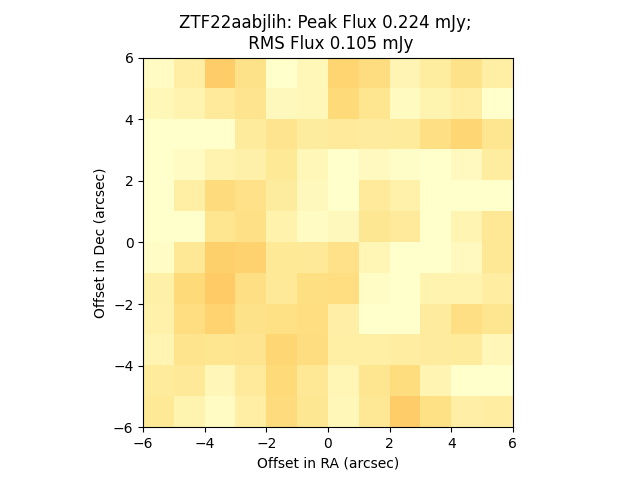 ZTF22aabjlih: Peak Flux 0.224 mJy;
RMS Flux 0.105 mJy
6
4
2
0
−2
−4
−6
Offset in Dec (arcsec)
−6 −4 −2 0 2 4 6
Offset in RA (arcsec)